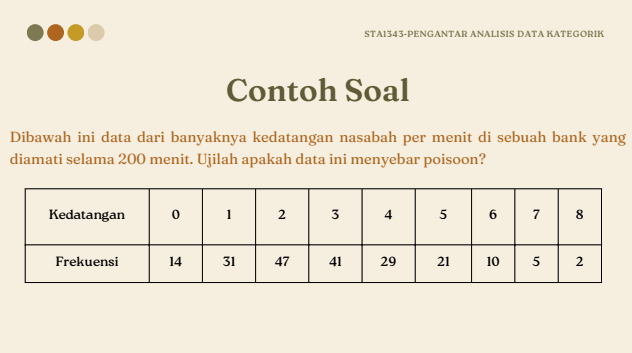 STA1343-PENGANTAR ANALISIS DATA KATEGORIK
Contoh Soal
Dibawah ini data dari banyaknya kedatangan nasabah per menit di sebuah bank yang
diamati selama 200 menit. Ujilah apakah data ini menyebar poisoon?
Kedatangan 0 1 2 3 4 5 6 7 8
Frekuensi 14 31 47 41 29 21 10 5 2